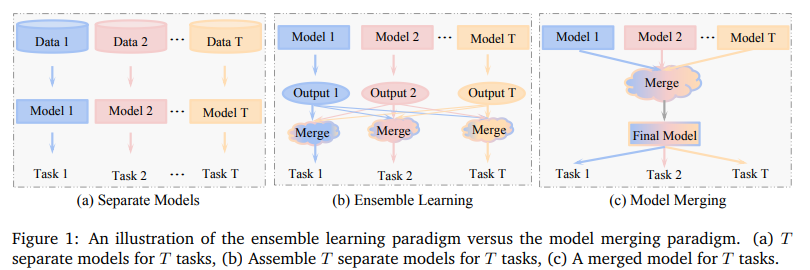 Data 1 Data 2 ··· Data T
Model 1 Model 2 ··· Model T
Task 1 Task 2 ··· Task T
(a) Separate Models
Model 1 Model 2 ··· Model T
Output 1 Output 2 Output T
Merge Merge Merge
Task 1 Task 2 Task T
(b) Ensemble Learning
Model 1 Model 2 ··· Model T
Merge
Final Model
Task 1 Task 2 Task T
(c) Model Merging
Figure 1: An illustration of the ensemble learning paradigm versus the model merging paradigm. (a) T
separate models for T tasks, (b) Assemble T separate models for T tasks, (c) A merged model for T tasks.